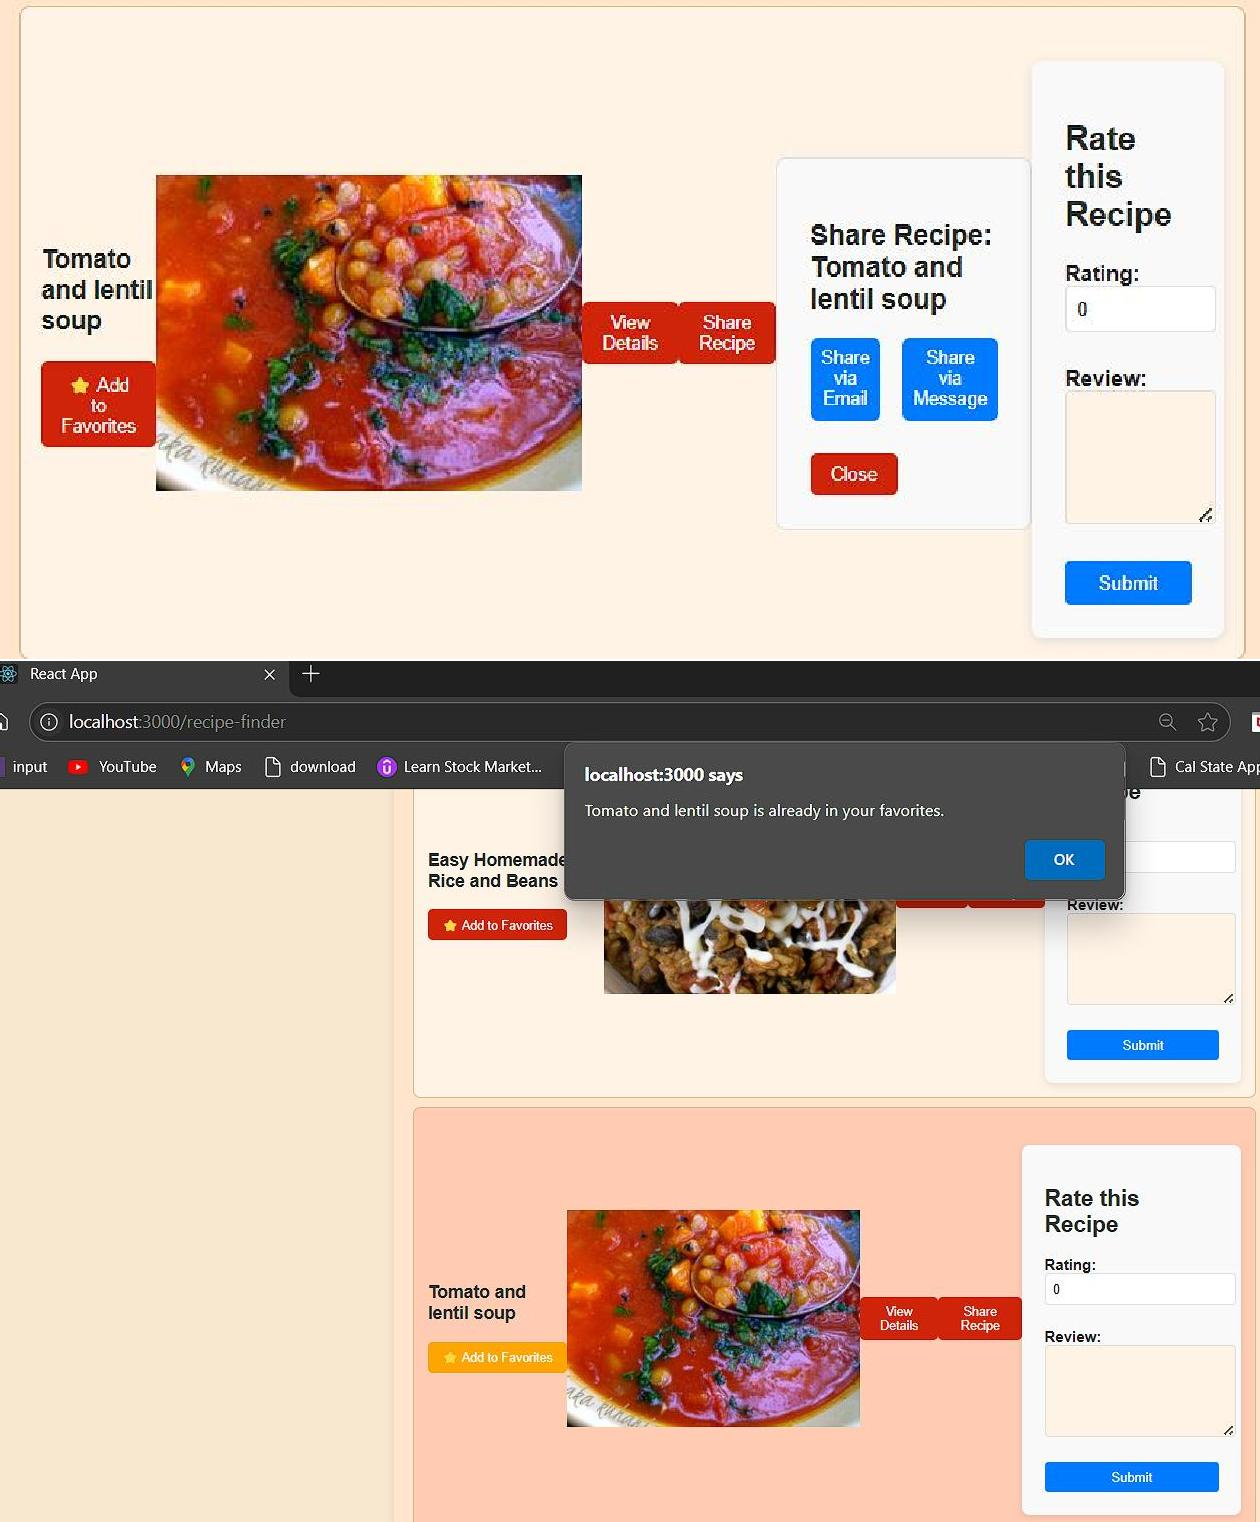 Tomato
and lentil
soup
⭐ Add
to
Favorites
View
Details
Share
Recipe
Share Recipe:
Tomato and
lentil soup
Share
via
Email
Share
via
Message
Close
Rate
this
Recipe
Rating:
0
Review:
Submit
React App
localhost:3000/recipe-finder
input
YouTube
Maps
download
Learn Stock Market...
Cal State App
localhost:3000 says
Tomato and lentil soup is already in your favorites.
OK
Easy Homemade
Rice and Beans
⭐ Add to Favorites
Review:
Submit
Tomato and
lentil soup
⭐ Add to Favorites
View
Details
Share
Recipe
Rate this
Recipe
Rating:
0
Review:
Submit